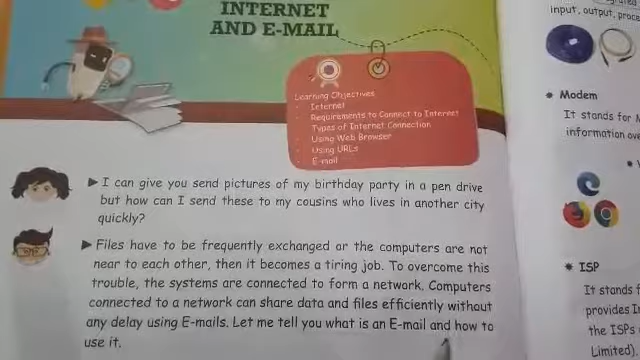 INTERNET
AND E-MAIL
Learning Objectives
Internet
Requirements to Connect to Internet
Types of Internet Connection
Using Web Browser
Using URLs
E-mail
I can give you send pictures of my birthday party in a pen drive
but how can I send these to my cousins who lives in another city
quickly?
Files have to be frequently exchanged or the computers are not
near to each other, then it becomes a tiring job. To overcome this
trouble, the systems are connected to form a network. Computers
connected to a network can share data and files efficiently without
any delay using E-mails. Let me tell you what is an E-mail and how to
use it.
input, output, proce
Modem
It stands for M
information ove
ISP
It stands f
provides In
the ISPs
Limited)